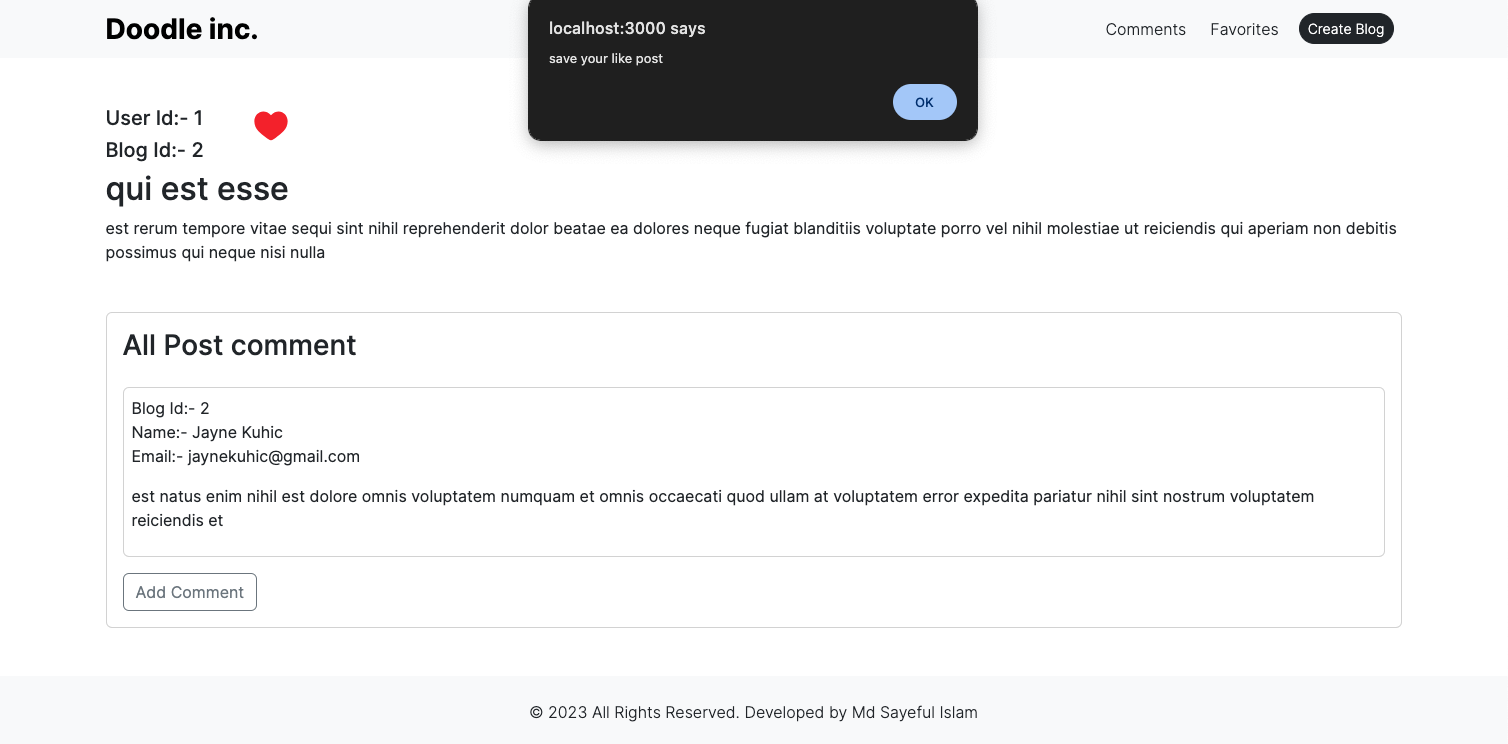 Doodle inc.
localhost:3000 says
save your like post
OK
Comments
Favorites
Create Blog
User Id:- 1
Blog Id:- 2
qui est esse
est rerum tempore vitae sequi sint nihil reprehenderit dolor beatae ea dolores neque fugiat blanditiis voluptate porro vel nihil molestiae ut reiciendis qui aperiam non debitis
possimus qui neque nisi nulla
All Post comment
Blog Id:- 2
Name:- Jayne Kuhic
Email:- jaynekuhic@gmail.com
est natus enim nihil est dolore omnis voluptatem numquam et omnis occaecati quod ullam at voluptatem error expedita pariatur nihil sint nostrum voluptatem
reiciendis et
Add Comment
© 2023 All Rights Reserved. Developed by Md Sayeful Islam